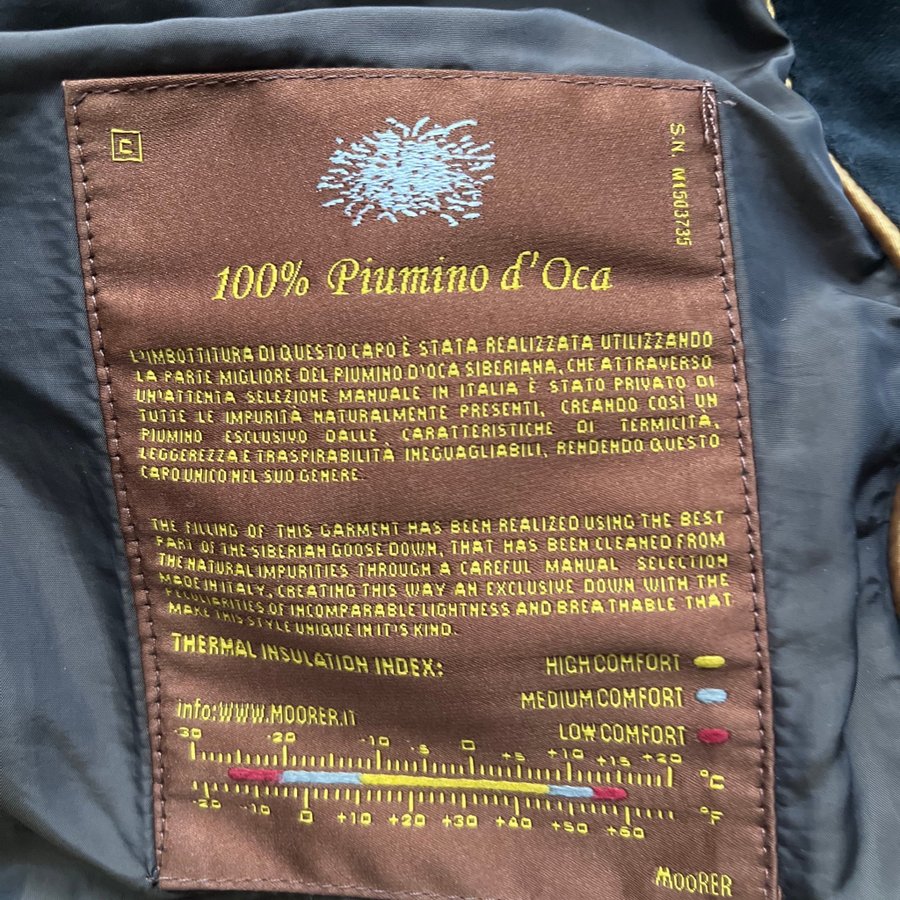 S.N. M1503735
100% Piumino d'Oca
L'IMBOTTITURA DI QUESTO CAPO È STATA REALIZZATA UTILIZZANDO
LA PARTE MIGLIORE DEL PIUMINO D'OCA SIBERIANA, CHE ATTRAVERSO
UN'ATTENTA SELEZIONE MANUALE IN ITALIA È STATO PRIVATO DI
TUTTE LE IMPURITÀ NATURALMENTE PRESENTI, CREANDO COSÌ UN
PIUMINO ESCLUSIVO DALLE CARATTERISTICHE DI TERMICITÀ,
LEGGEREZZA E TRASPIRABILITÀ INEGUAGLIABILI, RENDENDO QUESTO
CAPO UNICO NEL SUO GENERE.
THE FILLING OF THIS GARMENT HAS BEEN REALIZED USING THE BEST
PART OF THE SIBERIAN GOOSE DOWN, THAT HAS BEEN CLEANED FROM
THE NATURAL IMPURITIES THROUGH A CAREFUL MANUAL SELECTION
MADE IN ITALY, CREATING THIS WAY AN EXCLUSIVE DOWN WITH THE
PECULIARITIES OF INCOMPARABLE LIGHTNESS AND BREATHABLE THAT
MAKE THIS STYLE UNIQUE IN IT'S KIND.
THERMAL INSULATION INDEX:
HIGH COMFORT
MEDIUM COMFORT
LOW COMFORT
info:WWW.MOORER.IT
-30 -20 -10 -5 0 +5 +10 +15 +20 °C
-20 -10 0 +10 +20 +30 +40 +50 +60 °F
MOORER